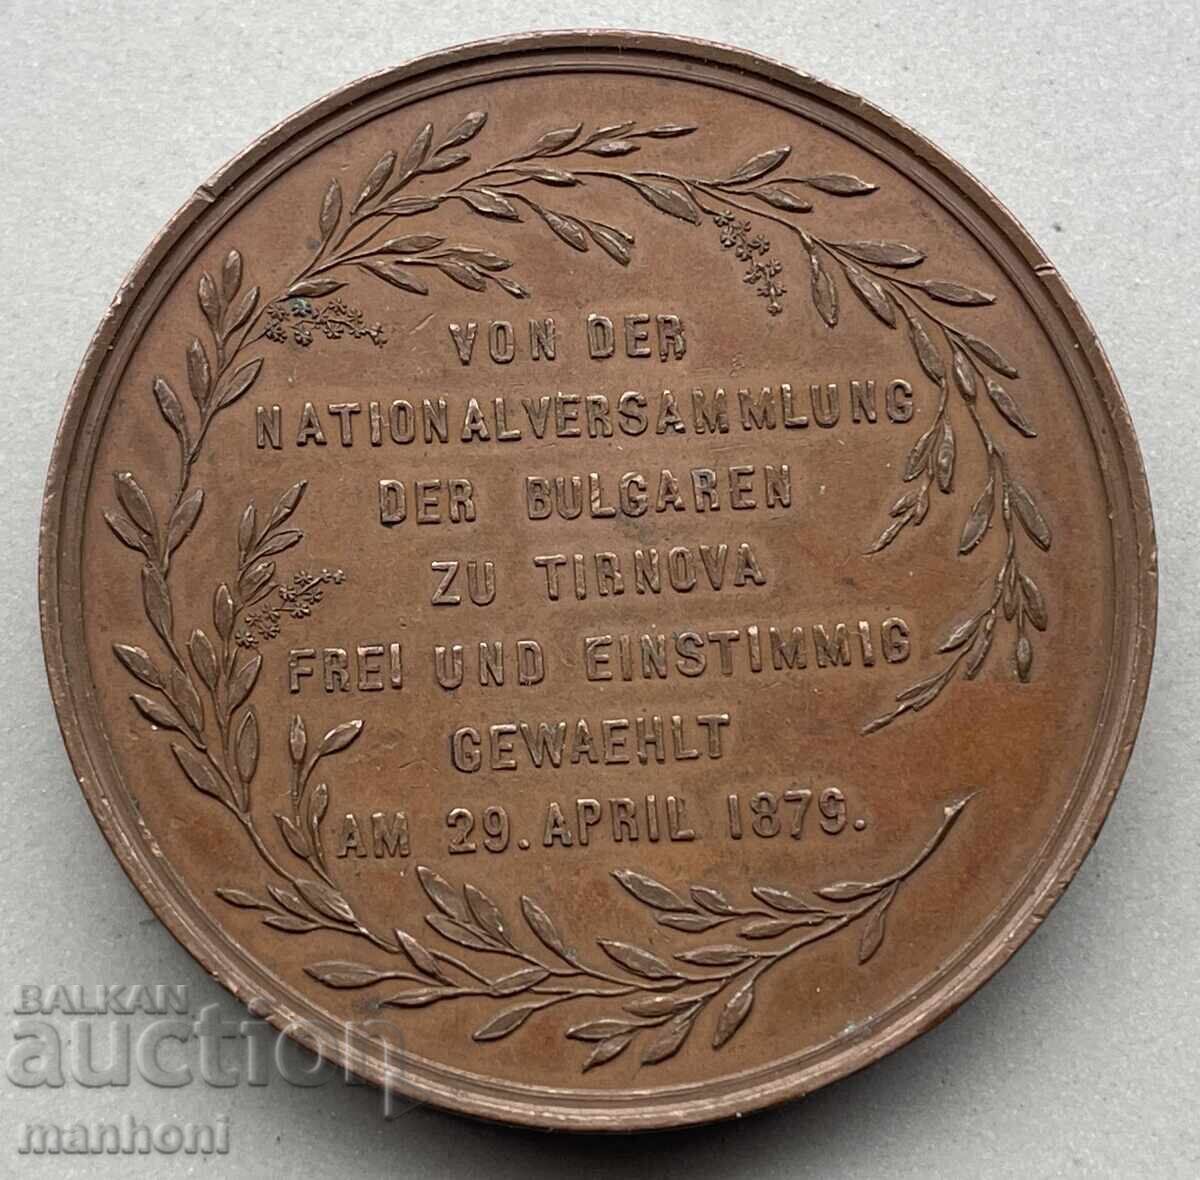 VON DER
NATIONALVERSAMMLUNG
DER BULGAREN
ZU TIRNOVA
FREI UND EINSTIMMIG
GEWAEHLT
AM 29. APRIL 1879.
BALKAN
auction
manhoni